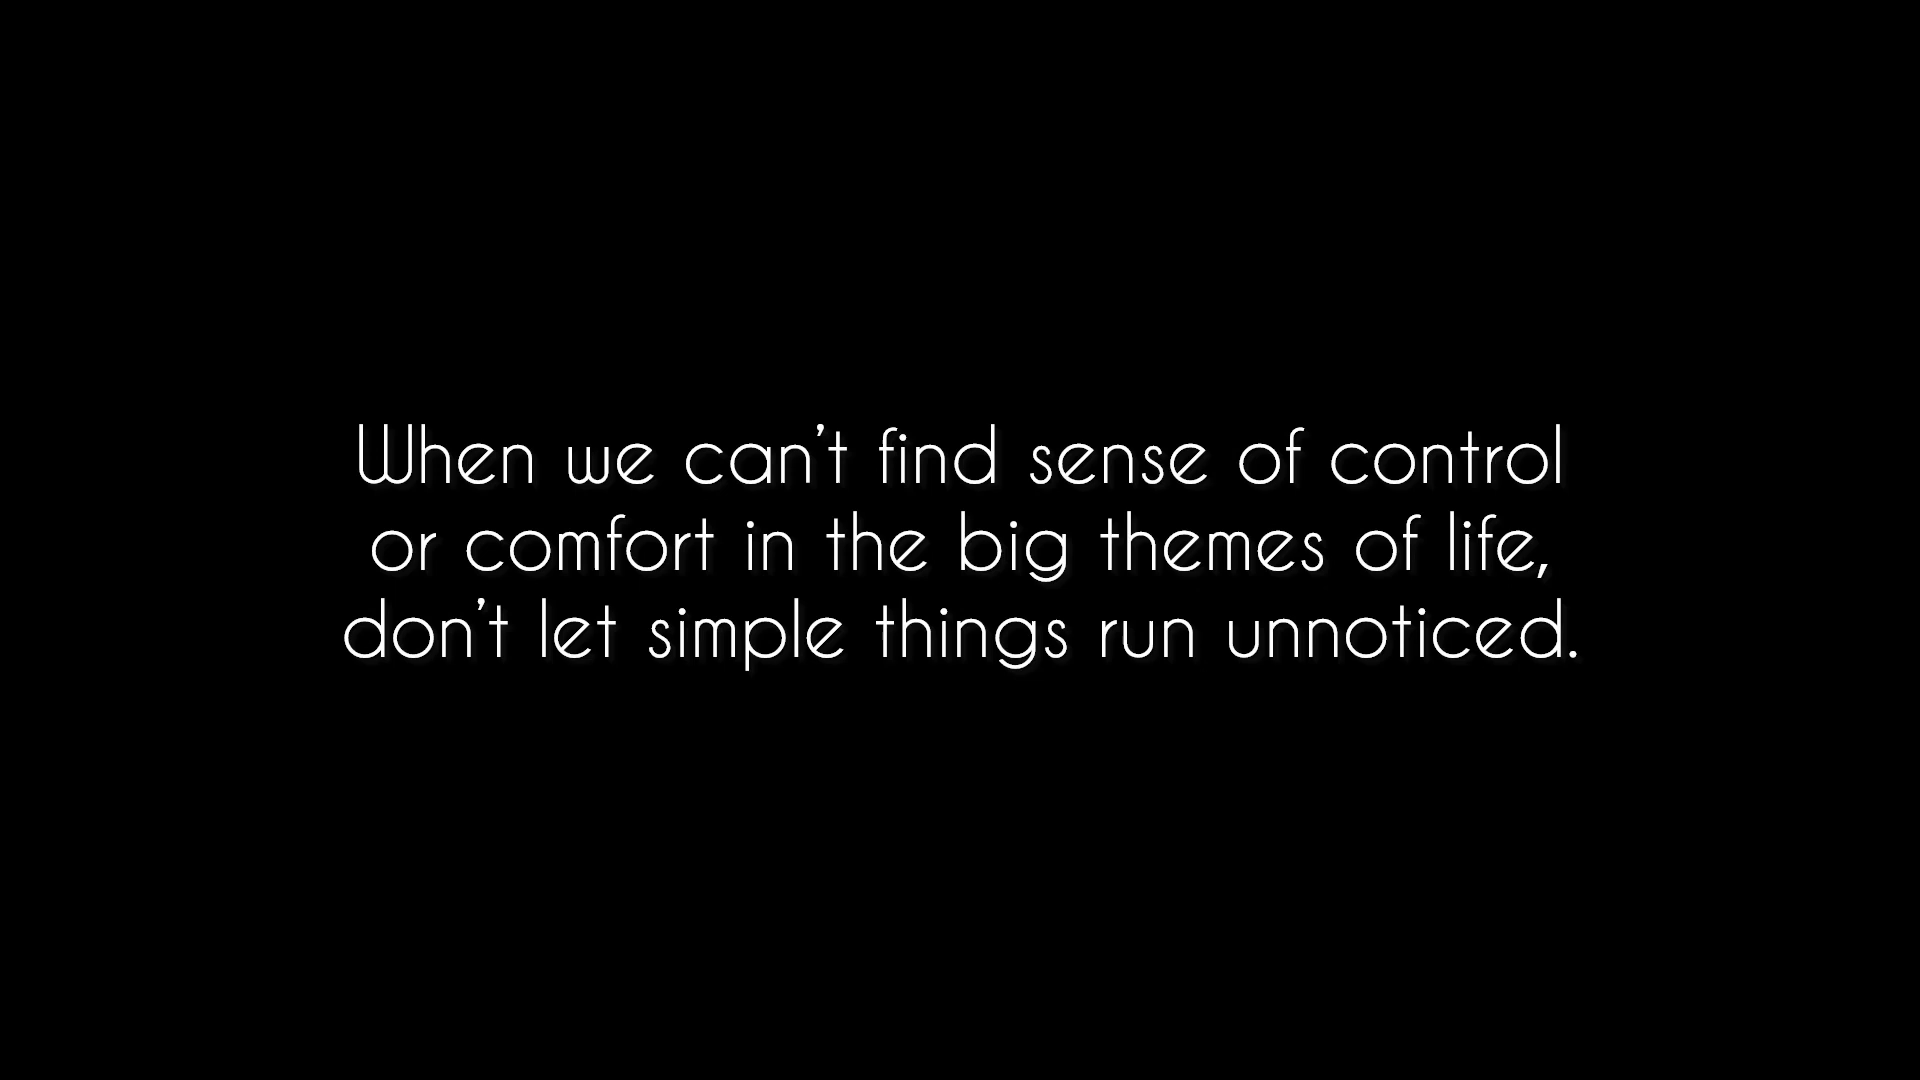 When we can't find sense of control
or comfort in the big themes of life,
don't let simple things run unnoticed.